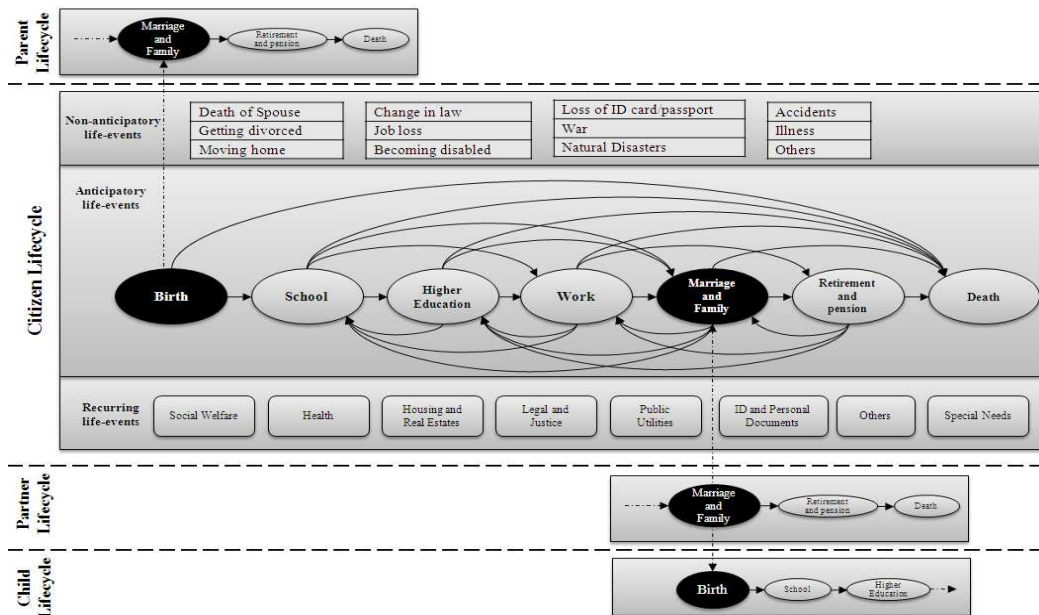 Parent
Lifecycle
Marriage
and
Family
Retirement
and pension
Death
Citizen Lifecycle
Non-anticipatory
life-events
Death of Spouse
Getting divorced
Moving home
Change in law
Job loss
Becoming disabled
Loss of ID card/passport
War
Natural Disasters
Accidents
Illness
Others
Anticipatory
life-events
Birth
School
Higher
Education
Work
Marriage
and
Family
Retirement
and
pension
Death
Recurring
life-events
Social Welfare
Health
Housing and
Real Estates
Legal and
Justice
Public
Utilities
ID and Personal
Documents
Others
Special Needs
Partner
Lifecycle
Marriage
and
Family
Retirement
and pension
Death
Child
Lifecycle
Birth
School
Higher
Education